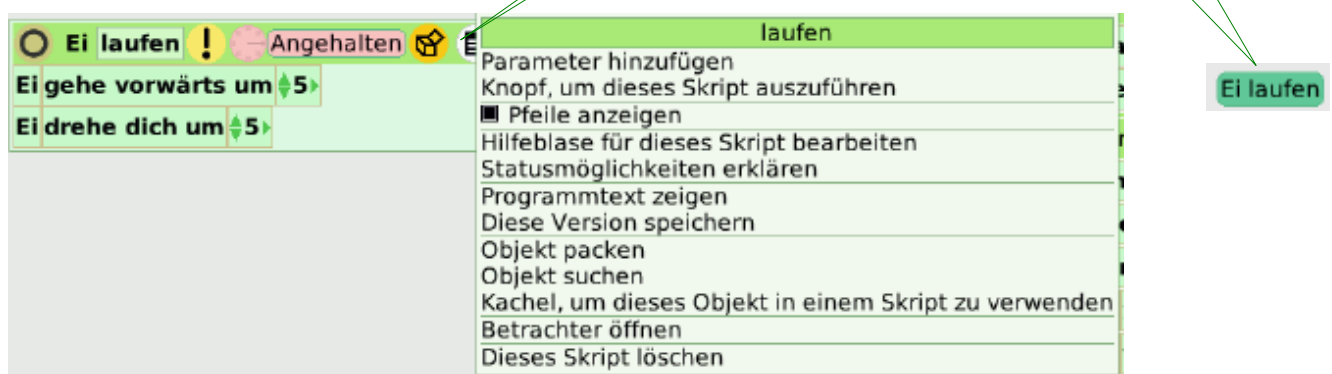 Ei laufen ! Angehalten
Ei gehe vorwärts um 5
Ei drehe dich um 5
laufen
Parameter hinzufügen
Knopf, um dieses Skript auszuführen
Pfeile anzeigen
Hilfeblase für dieses Skript bearbeiten
Statusmöglichkeiten erklären
Programmtext zeigen
Diese Version speichern
Objekt packen
Objekt suchen
Kachel, um dieses Objekt in einem Skript zu verwenden
Betrachter öffnen
Dieses Skript löschen
Ei laufen